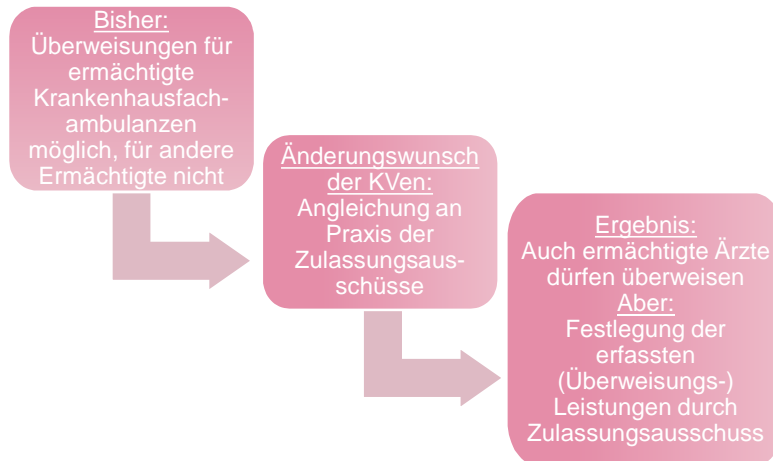 Bisher:
Überweisungen für
ermächtigte
Krankenhausfach-
ambulanzen
möglich, für andere
Ermächtigte nicht
Änderungswunsch
der KVen:
Angleichung an
Praxis der
Zulassungsaus-
schüsse
Ergebnis:
Auch ermächtigte Ärzte
dürfen überweisen
Aber:
Festlegung der
erfassten
(Überweisungs-)
Leistungen durch
Zulassungsausschuss